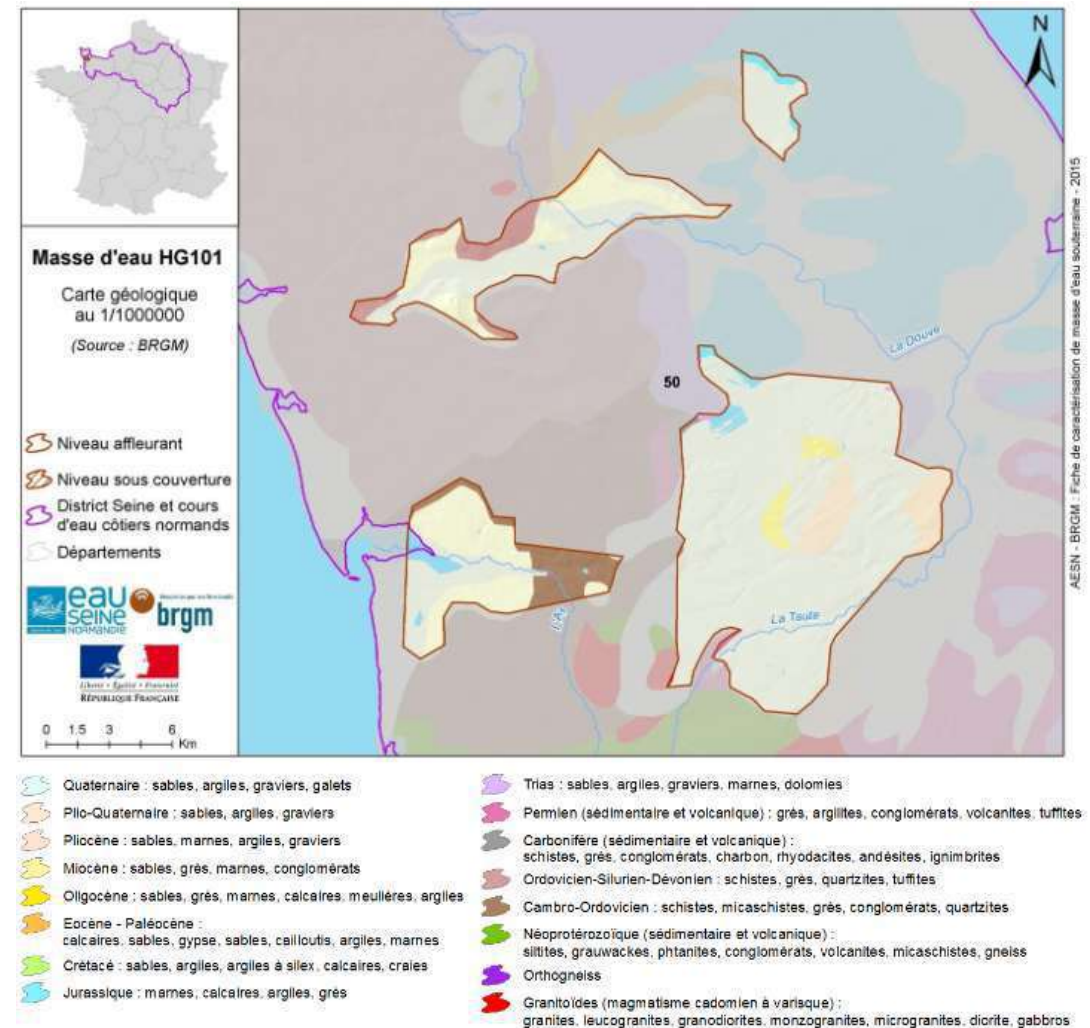 N
Masse d'eau HG101
Carte géologique
au 1/1000000
(Source : BRGM)
Niveau affleurant
Niveau sous couverture
District Seine et cours
d'eau côtiers normands
Départements
eau
SEINE
NORMANDIE
brgm
Liberté • Égalité • Fraternité
RÉPUBLIQUE FRANÇAISE
0 1.5 3 6
Km
La Douve
50
La Taute
AESN - BRGM : Fiche de caractérisation de masse d'eau souterraine - 2015
Quaternaire : sables, argiles, graviers, galets
Plio-Quaternaire : sables, argiles, graviers
Pliocène : sables, marnes, argiles, graviers
Miocène : sables, grès, marnes, conglomérats
Oligocène : sables, grès, marnes, calcaires, meulières, argiles
Eocène - Paléocène :
calcaires, sables, gypse, sables, cailloutis, argiles, marnes
Crétacé : sables, argiles, argiles à silex, calcaires, craies
Jurassique : marnes, calcaires, argiles, grès
Trias : sables, argiles, graviers, marnes, dolomies
Permien (sédimentaire et volcanique) : grès, argilites, conglomérats, volcanites, tuffites
Carbonifère (sédimentaire et volcanique) :
schistes, grès, conglomérats, charbon, rhyodacites, andésites, ignimbrites
Ordovicien-Silurien-Dévonien : schistes, grès, quartzites, tuffites
Cambro-Ordovicien : schistes, micaschistes, grès, conglomérats, quartzites
Néoprotérozoïque (sédimentaire et volcanique) :
siltites, grauwackes, phtanites, conglomérats, volcanites, micaschistes, gneiss
Orthogneiss
Granitoïdes (magmatisme cadomien à varisque) :
granites, leucogranites, granodiorites, monzogranites, microgranites, diorite, gabbros